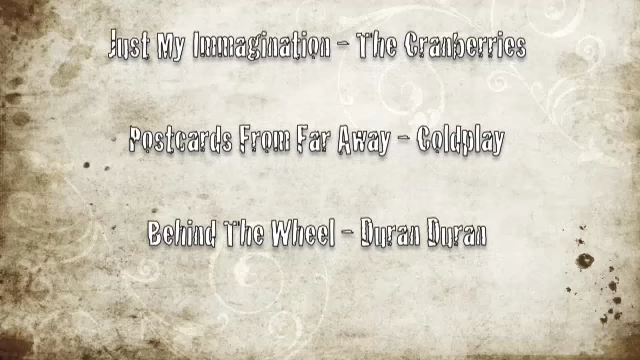 Just My Immagination - The Cranberries
Postcards From Far Away - Coldplay
Behind The Wheel - Duran Duran